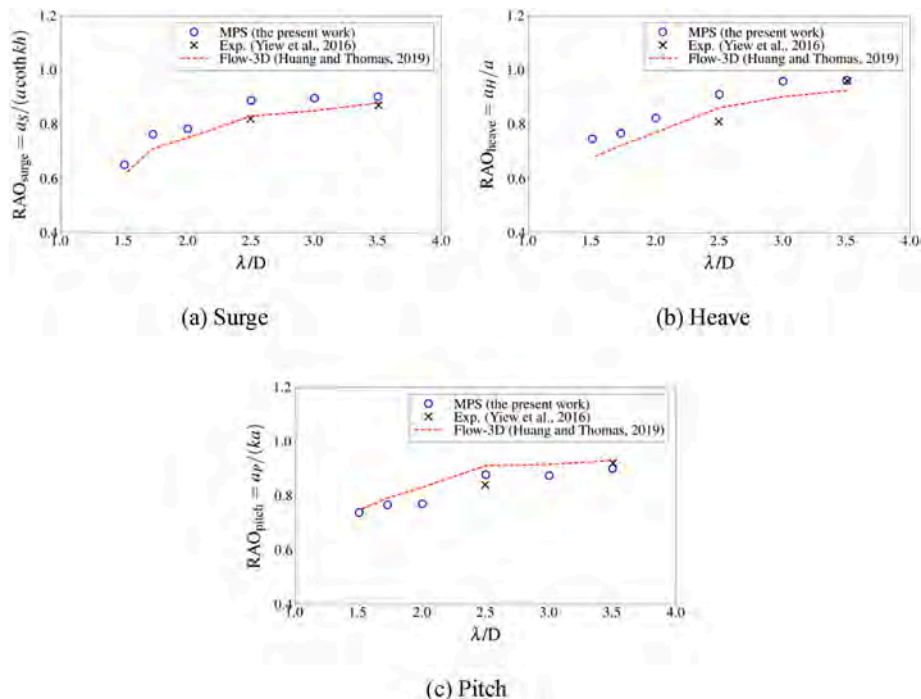 1.2
1.0
0.8
0.6
0.4
RAO_surge = a_S/(a coth kh)
MPS (the present work)
Exp. (Yiew et al., 2016)
Flow-3D (Huang and Thomas, 2019)
1.0 1.5 2.0 2.5 3.0 3.5 4.0
λ/D
(a) Surge
1.2
1.0
0.8
0.6
0.4
RAO_heave = a_H/a
MPS (the present work)
Exp. (Yiew et al., 2016)
Flow-3D (Huang and Thomas, 2019)
1.0 1.5 2.0 2.5 3.0 3.5 4.0
λ/D
(b) Heave
1.2
1.0
0.8
0.6
0.4
RAO_pitch = a_P/(ka)
MPS (the present work)
Exp. (Yiew et al., 2016)
Flow-3D (Huang and Thomas, 2019)
1.0 1.5 2.0 2.5 3.0 3.5 4.0
λ/D
(c) Pitch